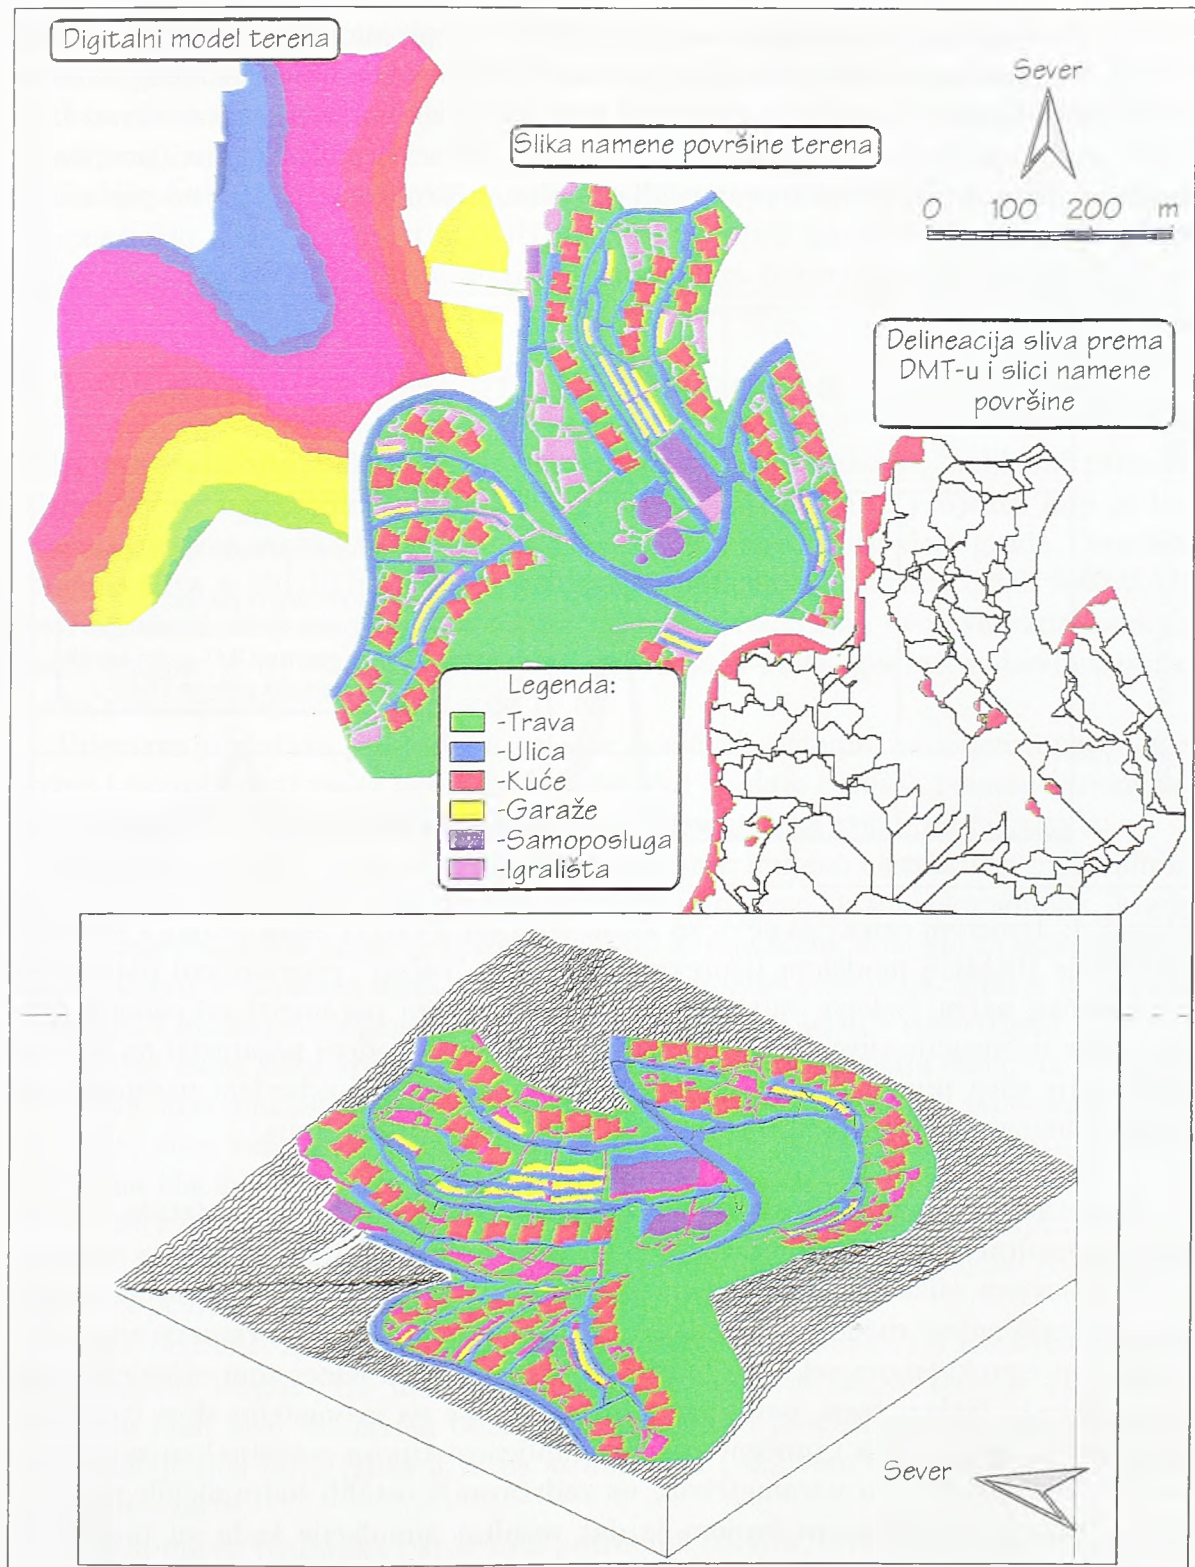 Digitalni model terena
Sever
Slika namene površine terena
0 100 200 m
Delineacija sliva prema
DMT-u i slici namene
površine
Legenda:
-Trava
-Ulica
-Kuće
-Garaže
-Samoposluga
-Igrališta
Sever